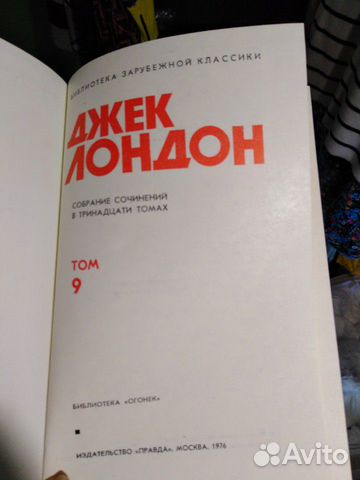 БИБЛИОТЕКА ЗАРУБЕЖНОЙ КЛАССИКИ
ДЖЕК
ЛОНДОН
СОБРАНИЕ СОЧИНЕНИЙ
В ТРИНАДЦАТИ ТОМАХ
ТОМ
9
БИБЛИОТЕКА «ОГОНЕК»
ИЗДАТЕЛЬСТВО «ПРАВДА», МОСКВА, 1976
Avito